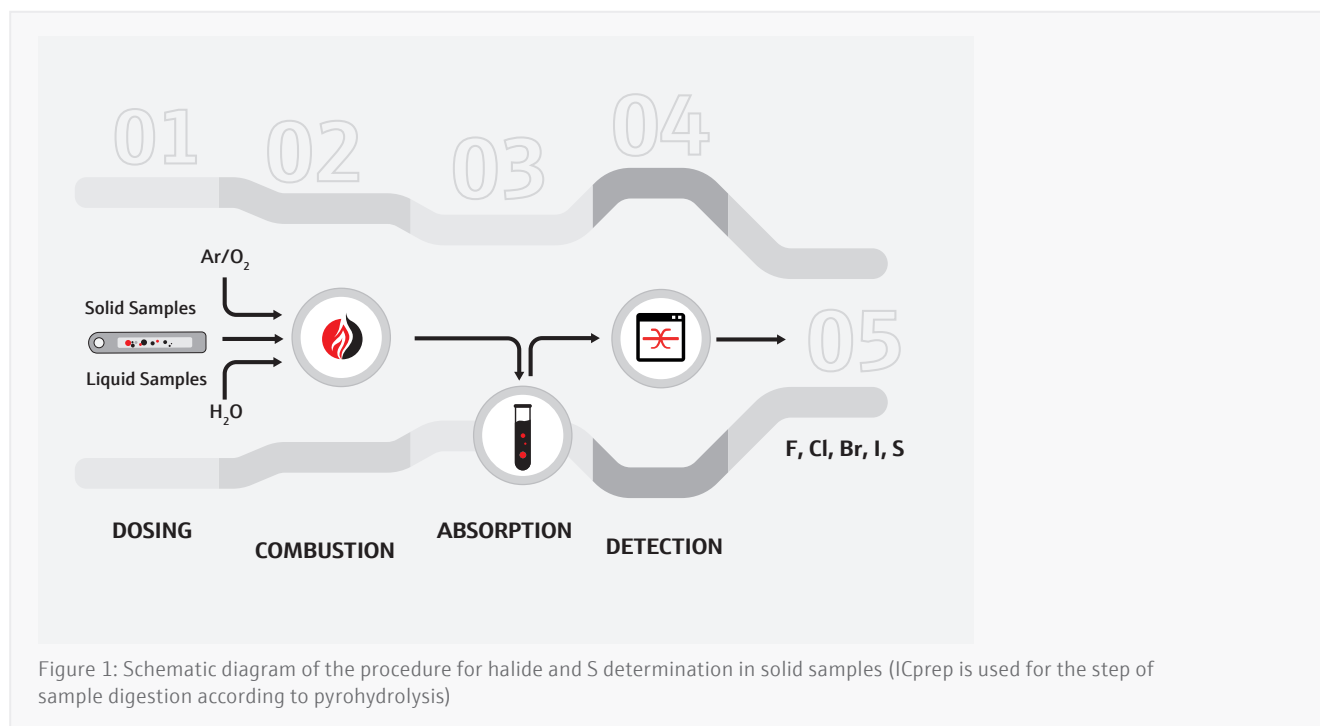 01
02
03
04
Ar/O2
Solid Samples
Liquid Samples
H2O
05
F, Cl, Br, I, S
DOSING
COMBUSTION
ABSORPTION
DETECTION
Figure 1: Schematic diagram of the procedure for halide and S determination in solid samples (ICprep is used for the step of
sample digestion according to pyrohydrolysis)